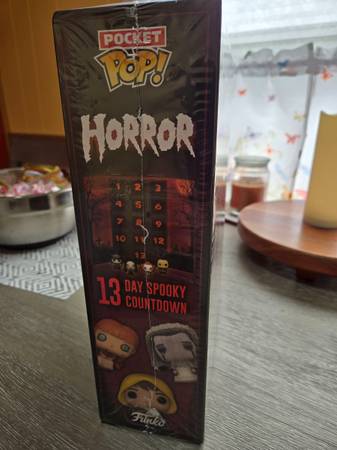 POCKET
POP!
HORROR
1 2 3
4 5 6
7 8 9
10 11 12
13
13 DAY SPOOKY
COUNTDOWN
Funko